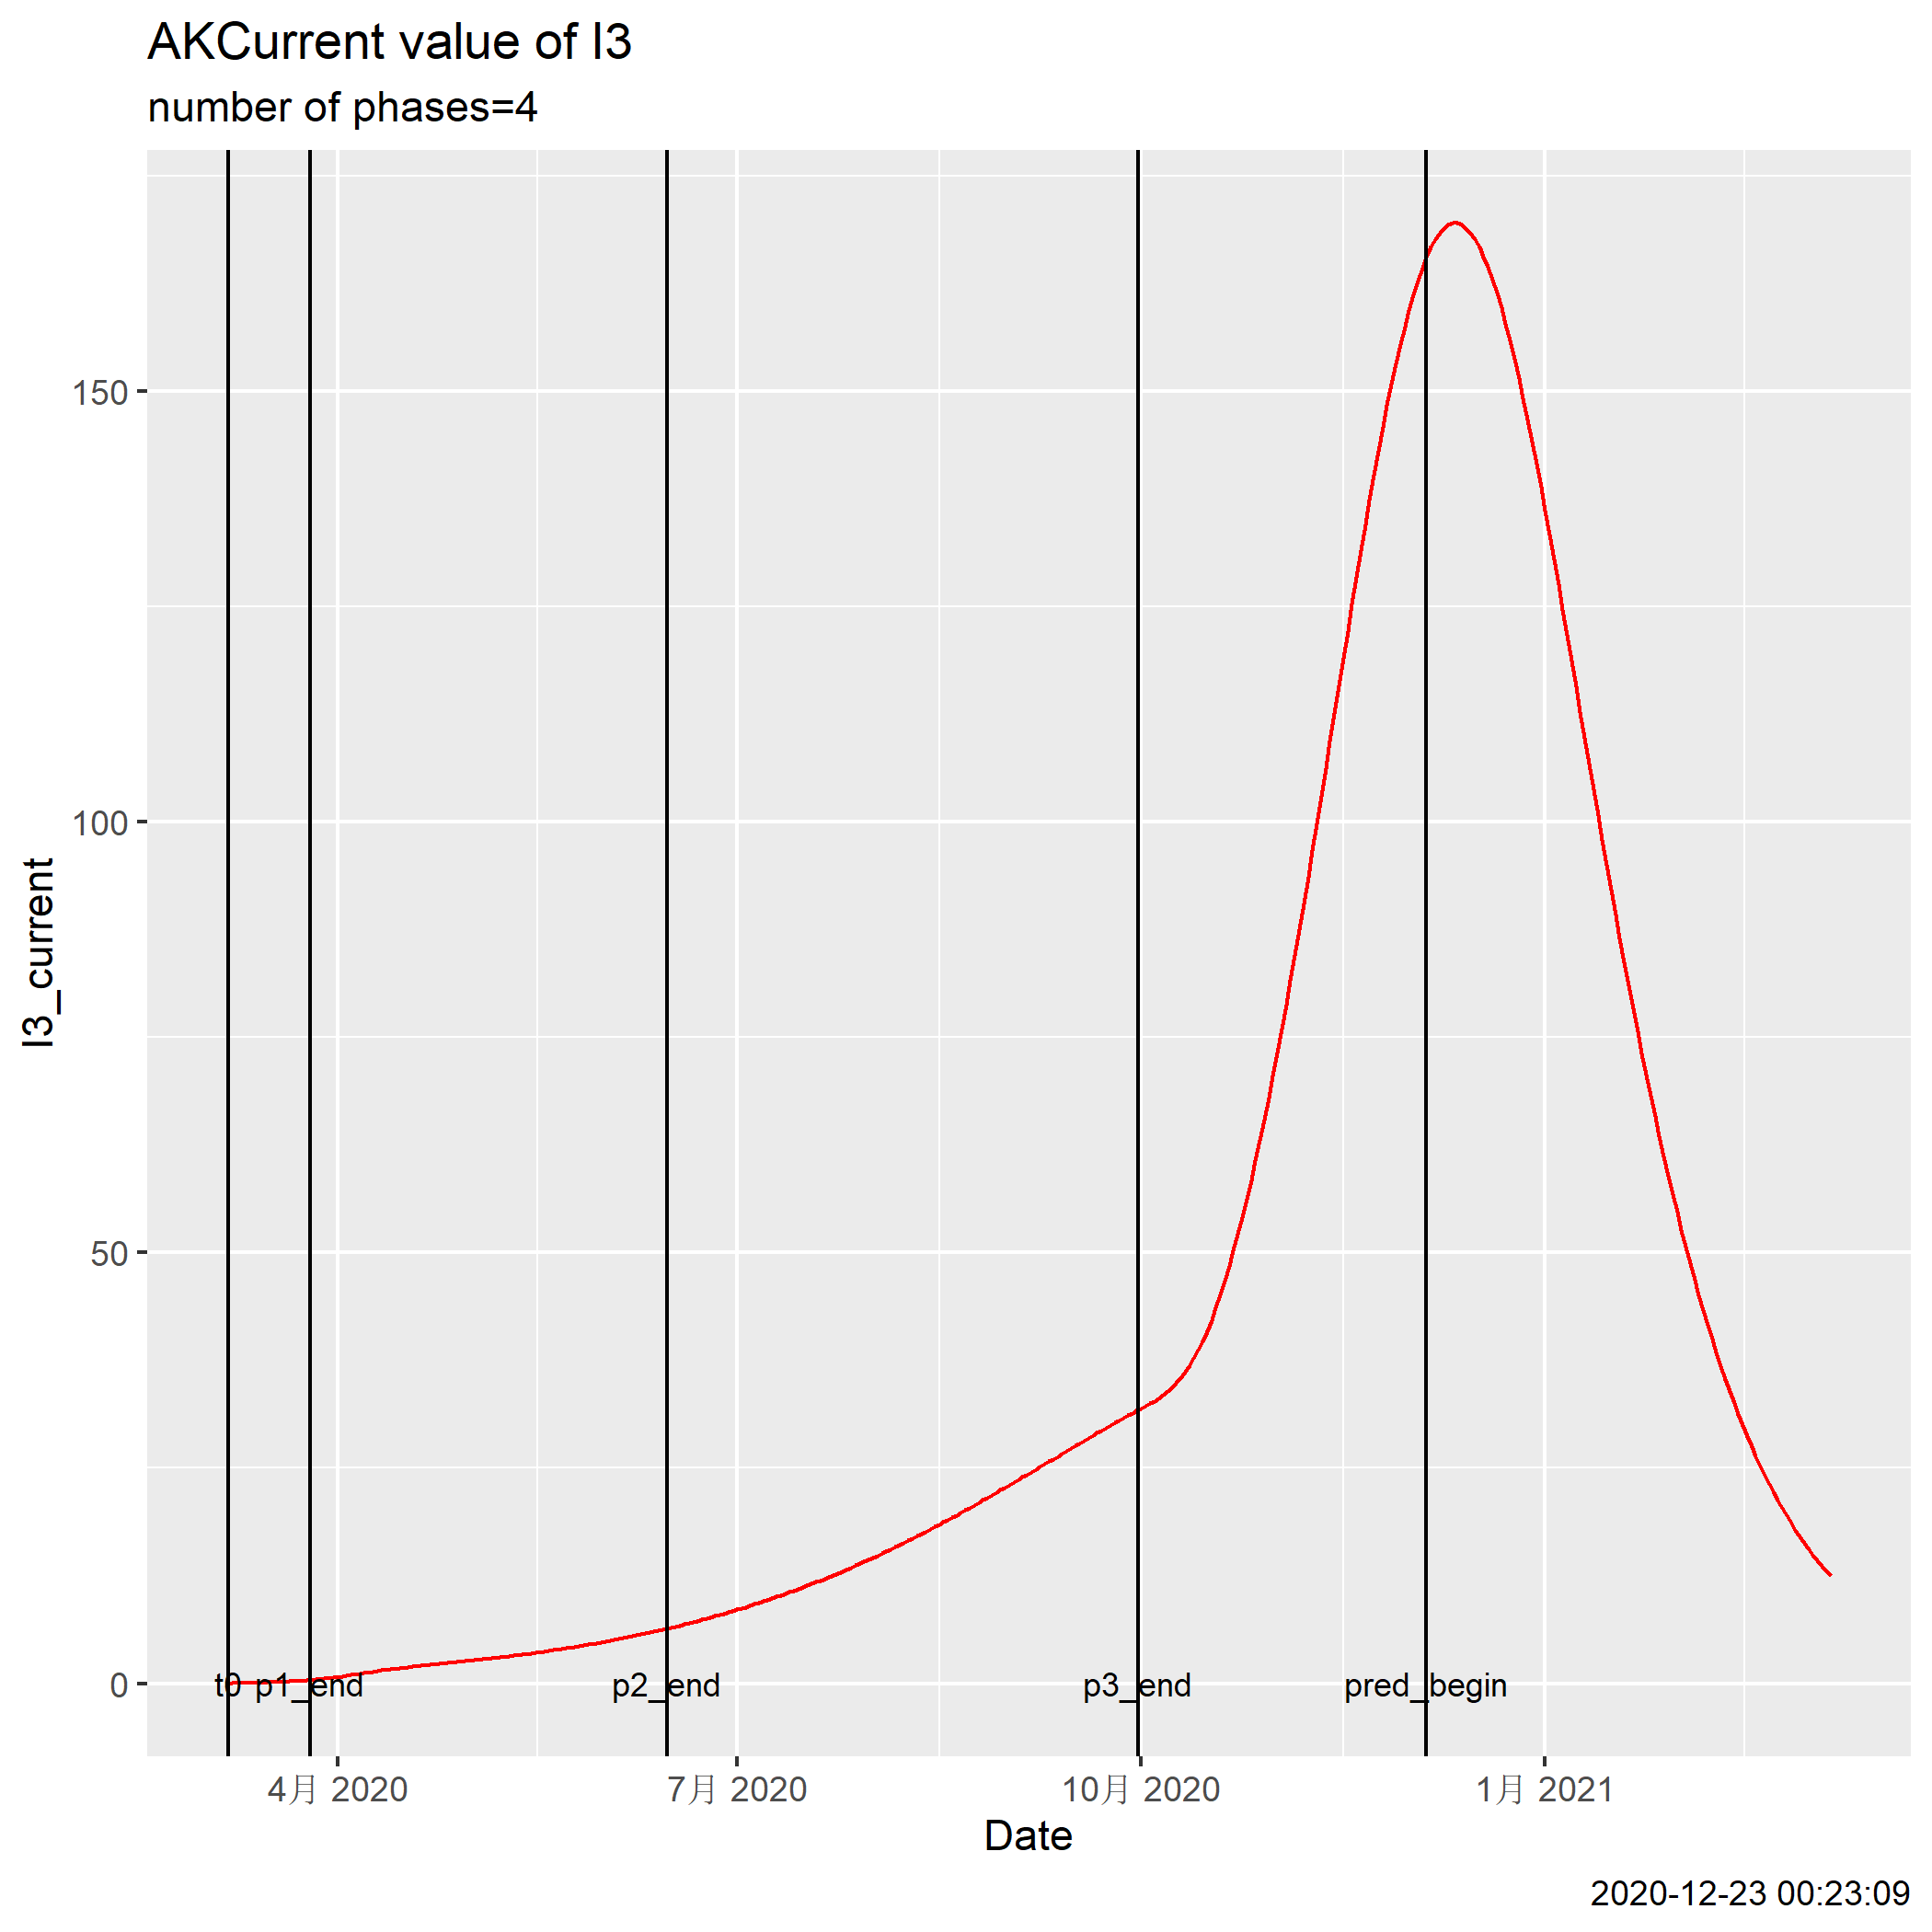 AKCurrent value of I3
number of phases=4
I3_current
150
100
50
0
t0 p1_end p2_end p3_end pred_begin
4月 2020 7月 2020 10月 2020 1月 2021
Date
2020-12-23 00:23:09